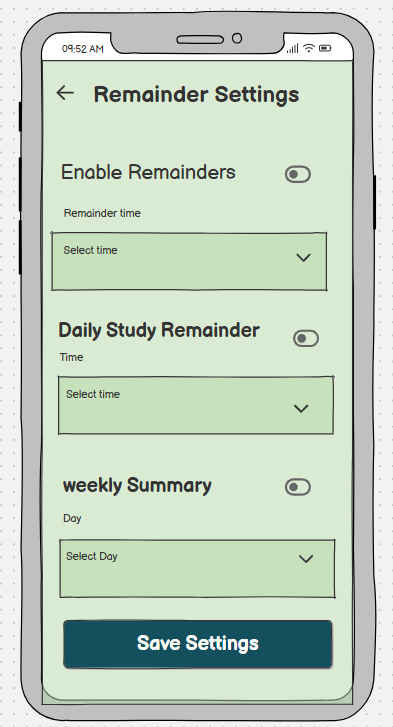 09:52 AM
Remainder Settings
Enable Remainders
Remainder time
Select time
Daily Study Remainder
Time
Select time
weekly Summary
Day
Select Day
Save Settings